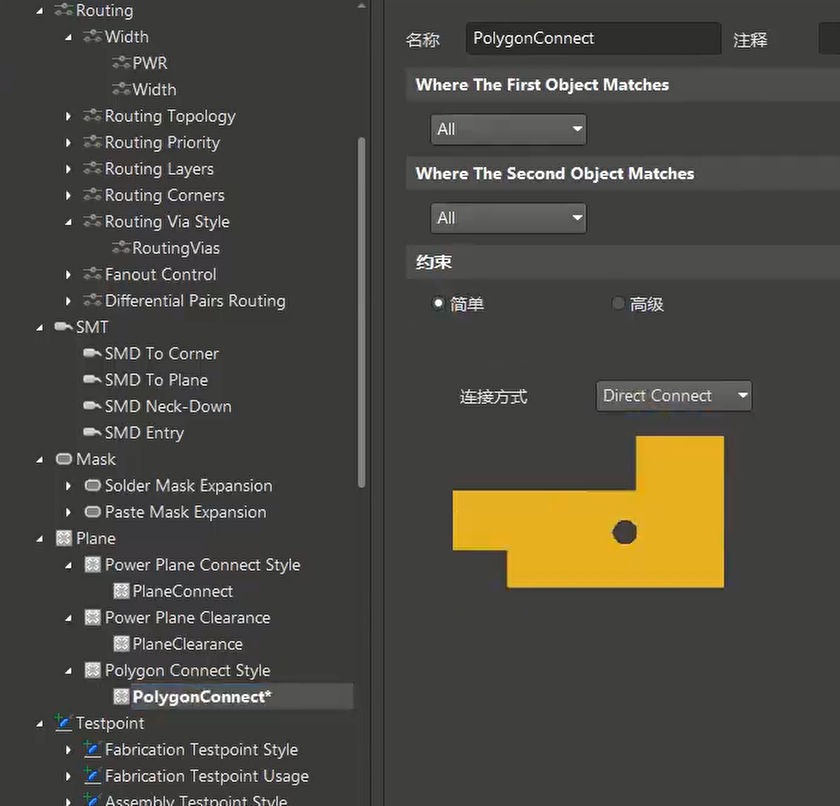 Routing
Width
PWR
Width
Routing Topology
Routing Priority
Routing Layers
Routing Corners
Routing Via Style
RoutingVias
Fanout Control
Differential Pairs Routing
SMT
SMD To Corner
SMD To Plane
SMD Neck-Down
SMD Entry
Mask
Solder Mask Expansion
Paste Mask Expansion
Plane
Power Plane Connect Style
PlaneConnect
Power Plane Clearance
PlaneClearance
Polygon Connect Style
PolygonConnect*
Testpoint
Fabrication Testpoint Style
Fabrication Testpoint Usage
Assembly Testpoint Style
名称 PolygonConnect 注释
Where The First Object Matches
All
Where The Second Object Matches
All
约束
简单 高级
连接方式 Direct Connect